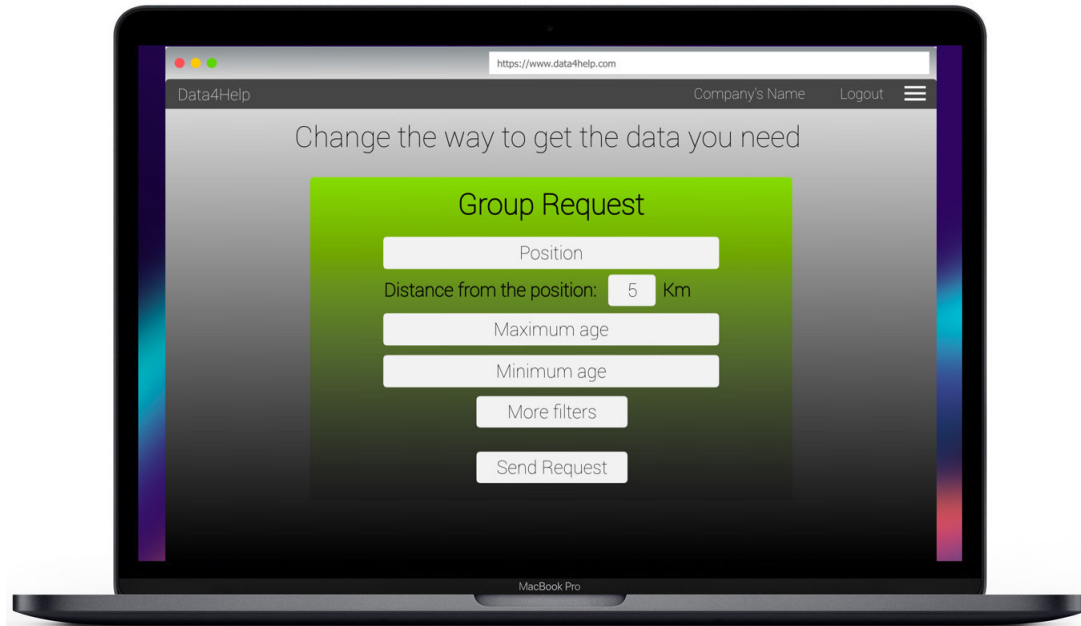 https://www.data4help.com
Data4Help Company's Name Logout
Change the way to get the data you need
Group Request
Position
Distance from the position: 5 Km
Maximum age
Minimum age
More filters
Send Request
MacBook Pro